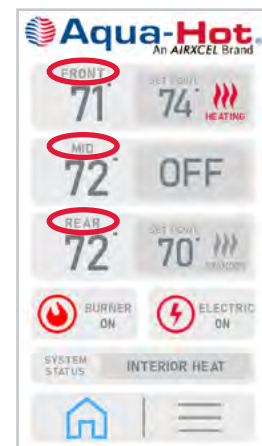 Aqua-Hot
An AIRXCEL Brand
FRONT
71°
SET POINT
74° HEATING
MID
72°
OFF
REAR
72°
SET POINT
70°
BURNER ON
ELECTRIC ON
SYSTEM STATUS
INTERIOR HEAT